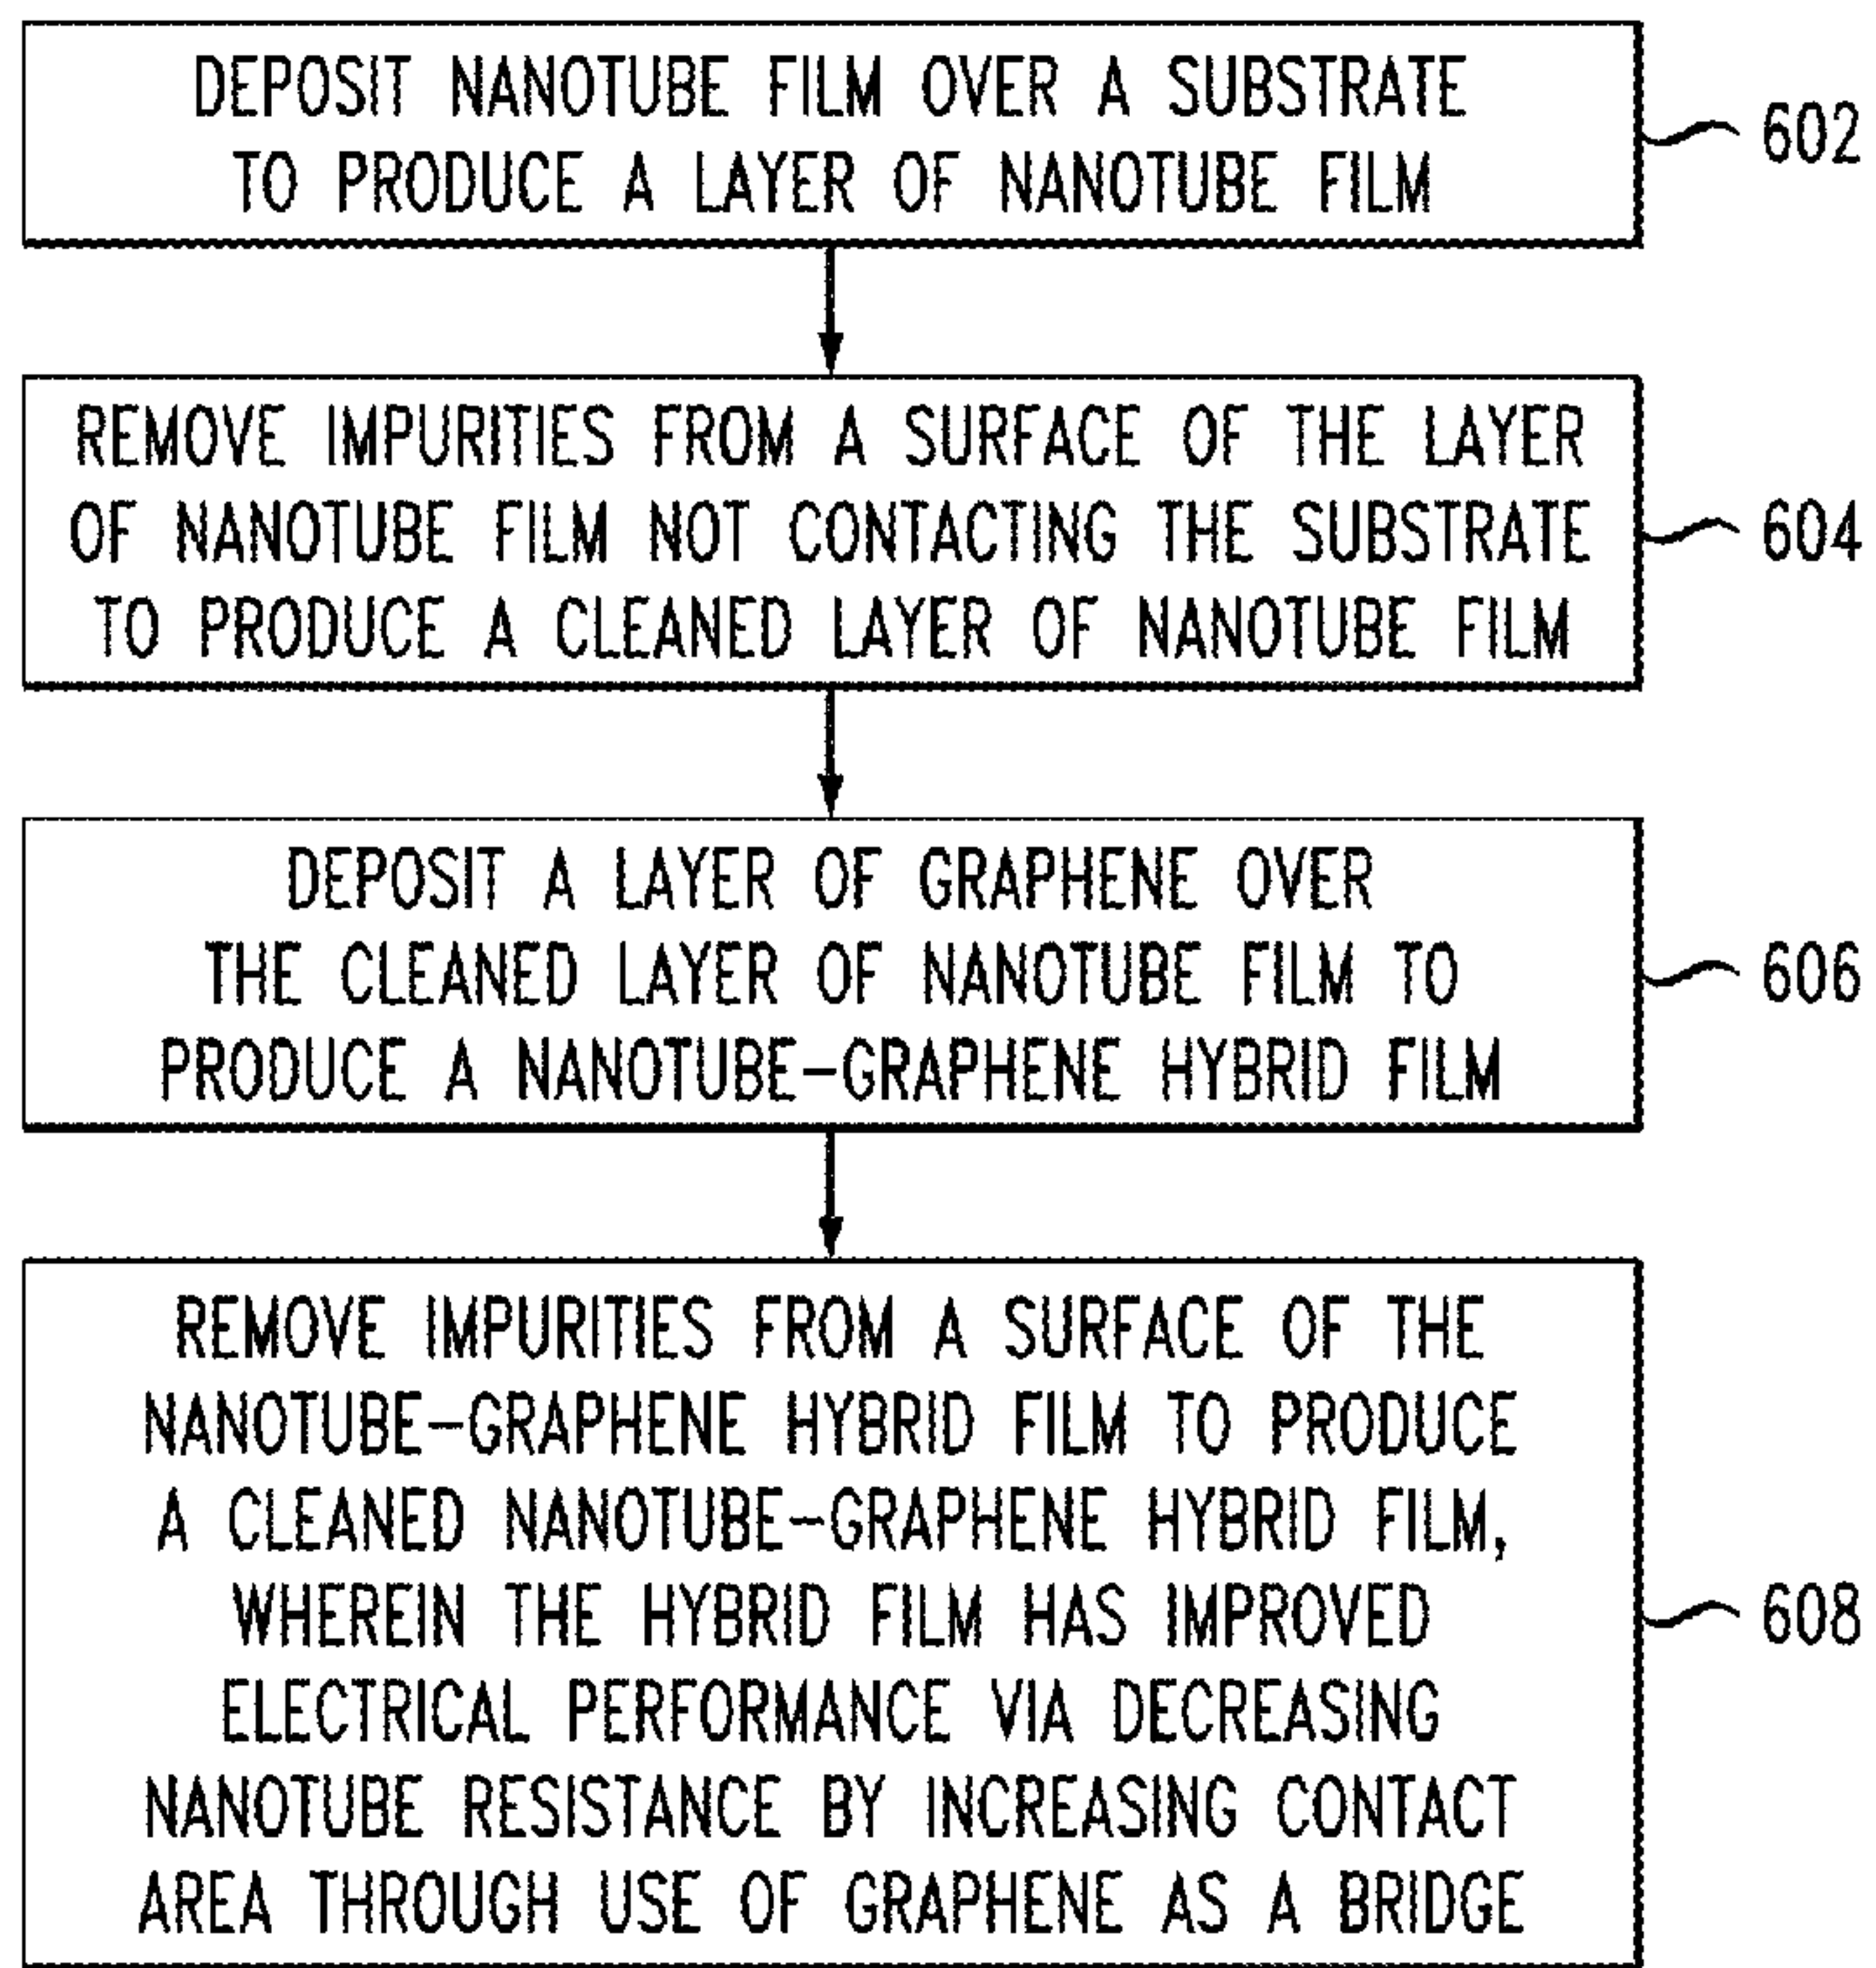 DEPOSIT NANOTUBE FILM OVER A SUBSTRATE
TO PRODUCE A LAYER OF NANOTUBE FILM
602
REMOVE IMPURITIES FROM A SURFACE OF THE LAYER
OF NANOTUBE FILM NOT CONTACTING THE SUBSTRATE
TO PRODUCE A CLEANED LAYER OF NANOTUBE FILM
604
DEPOSIT A LAYER OF GRAPHENE OVER
THE CLEANED LAYER OF NANOTUBE FILM TO
PRODUCE A NANOTUBE-GRAPHENE HYBRID FILM
606
REMOVE IMPURITIES FROM A SURFACE OF THE
NANOTUBE-GRAPHENE HYBRID FILM TO PRODUCE
A CLEANED NANOTUBE-GRAPHENE HYBRID FILM,
WHEREIN THE HYBRID FILM HAS IMPROVED
ELECTRICAL PERFORMANCE VIA DECREASING
NANOTUBE RESISTANCE BY INCREASING CONTACT
AREA THROUGH USE OF GRAPHENE AS A BRIDGE
608